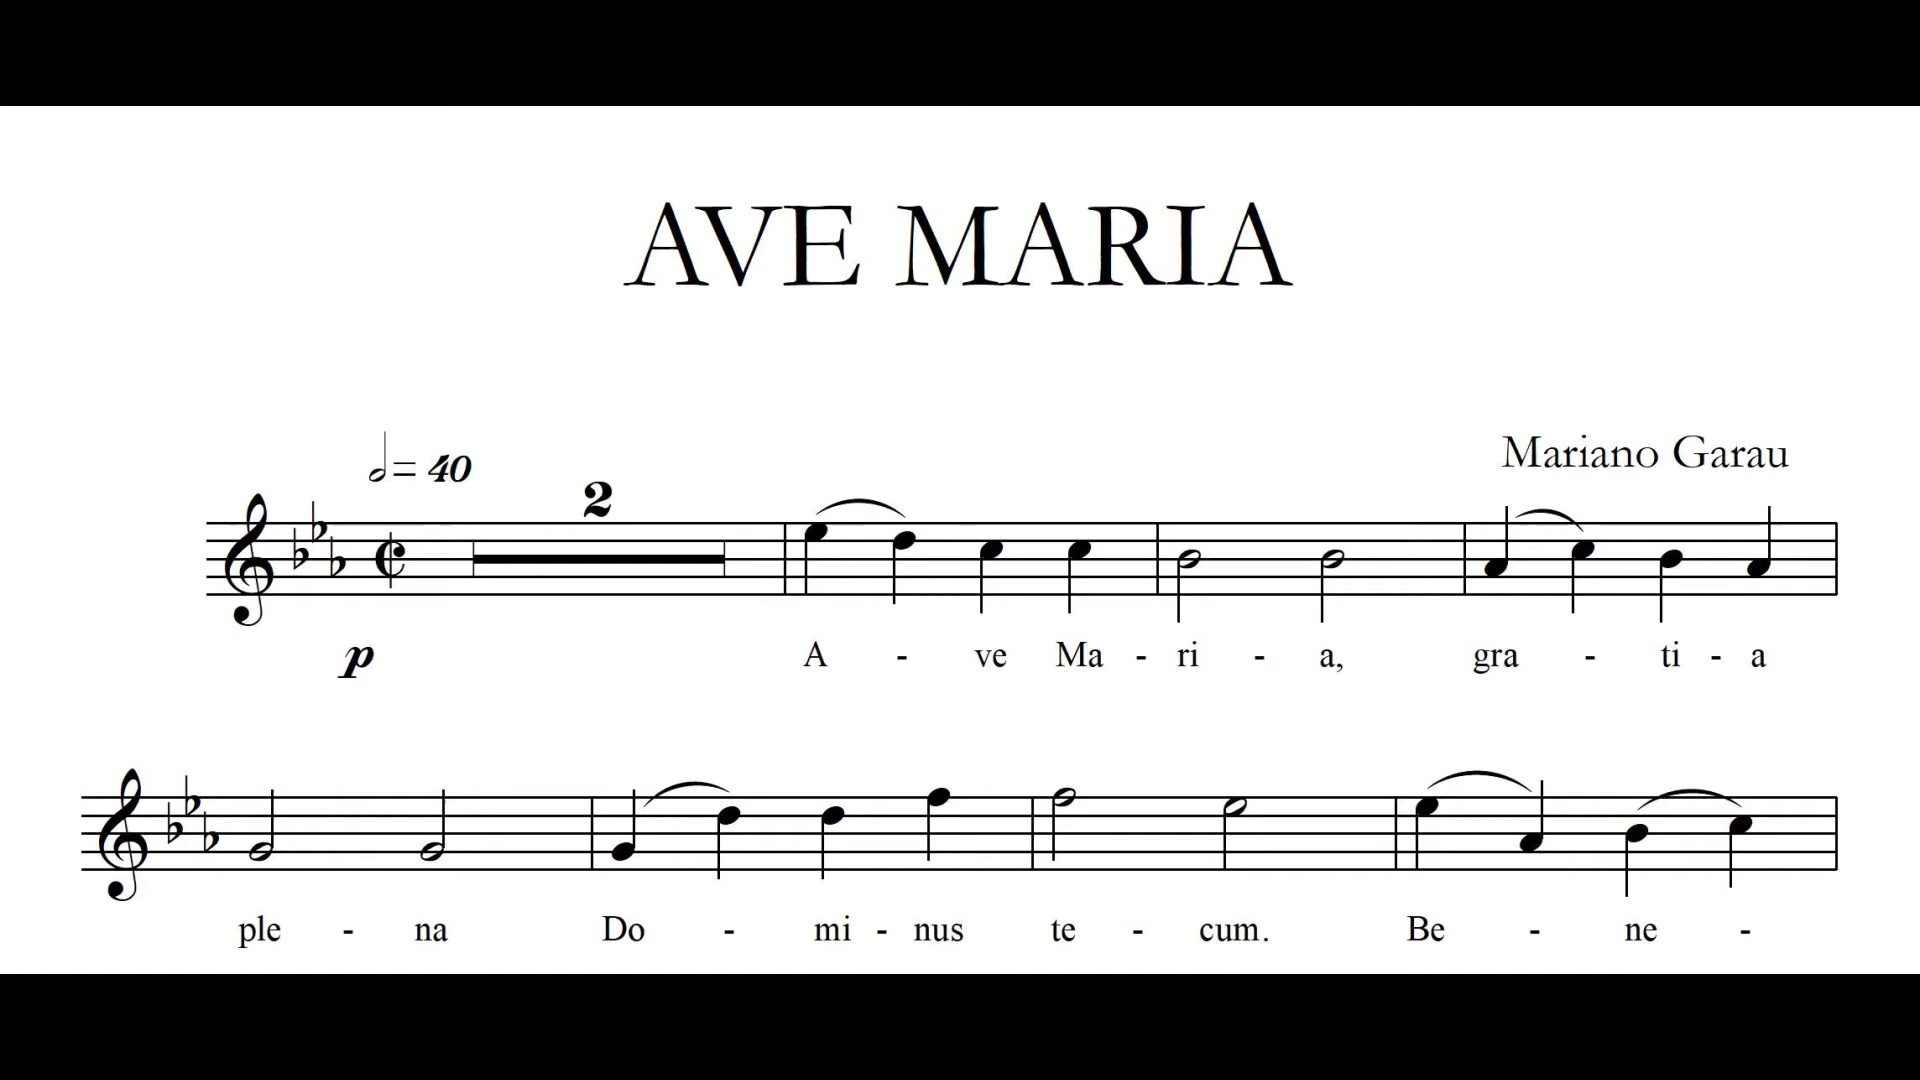 AVE MARIA
Mariano Garau
= 40
2
p
A - ve Ma - ri - a, gra - ti - a
ple - na Do - mi - nus te - cum. Be - ne -